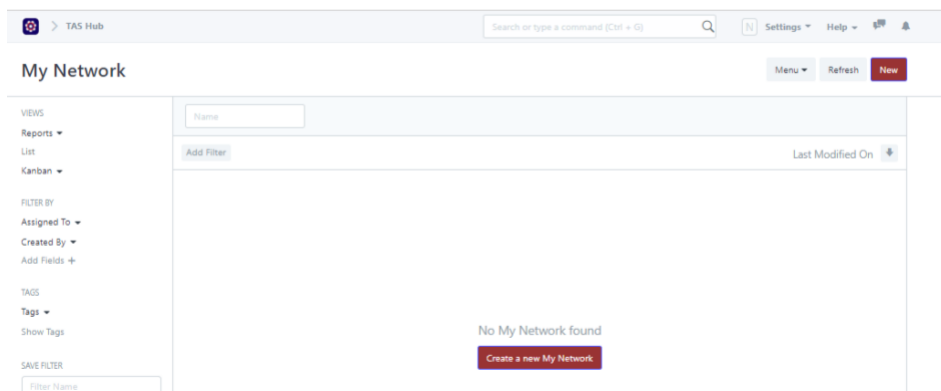 TAS Hub
Search or type a command (Ctrl + G)
N Settings Help
My Network
Menu Refresh New
VIEWS
Reports
List
Kanban
FILTER BY
Assigned To
Created By
Add Fields +
TAGS
Tags
Show Tags
SAVE FILTER
Filter Name
Name
Add Filter Last Modified On
No My Network found
Create a new My Network